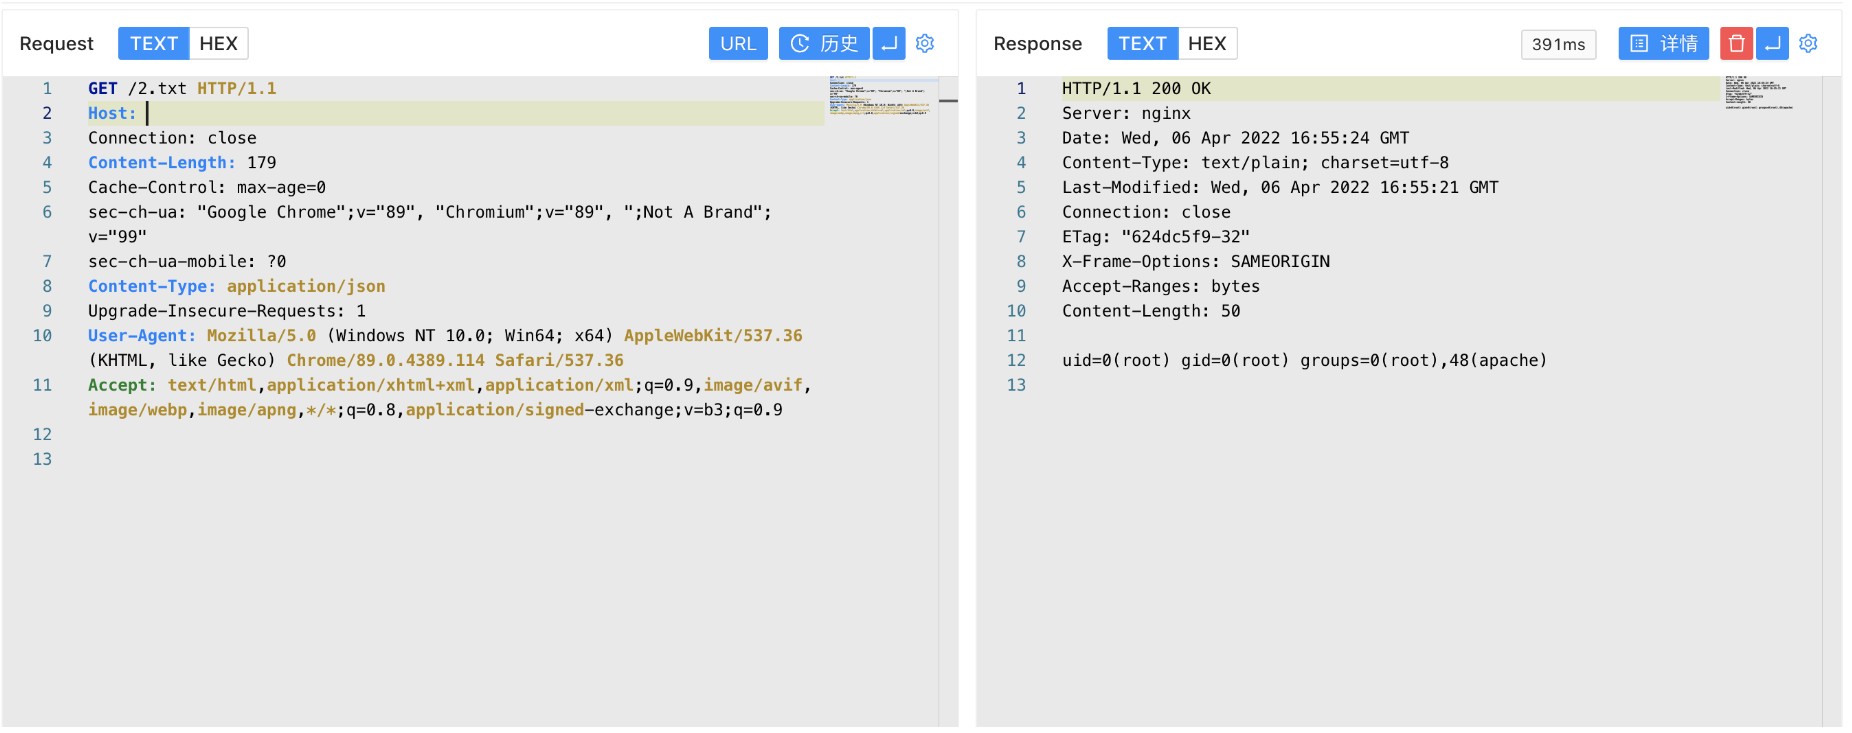 Request TEXT HEX URL 历史
1 GET /2.txt HTTP/1.1
2 Host:
3 Connection: close
4 Content-Length: 179
5 Cache-Control: max-age=0
6 sec-ch-ua: "Google Chrome";v="89", "Chromium";v="89", ";Not A Brand";
v="99"
7 sec-ch-ua-mobile: ?0
8 Content-Type: application/json
9 Upgrade-Insecure-Requests: 1
10 User-Agent: Mozilla/5.0 (Windows NT 10.0; Win64; x64) AppleWebKit/537.36
(KHTML, like Gecko) Chrome/89.0.4389.114 Safari/537.36
11 Accept: text/html,application/xhtml+xml,application/xml;q=0.9,image/avif,
image/webp,image/apng,*/*;q=0.8,application/signed-exchange;v=b3;q=0.9
12
13
Response TEXT HEX 391ms 详情
1 HTTP/1.1 200 OK
2 Server: nginx
3 Date: Wed, 06 Apr 2022 16:55:24 GMT
4 Content-Type: text/plain; charset=utf-8
5 Last-Modified: Wed, 06 Apr 2022 16:55:21 GMT
6 Connection: close
7 ETag: "624dc5f9-32"
8 X-Frame-Options: SAMEORIGIN
9 Accept-Ranges: bytes
10 Content-Length: 50
11
12 uid=0(root) gid=0(root) groups=0(root),48(apache)
13